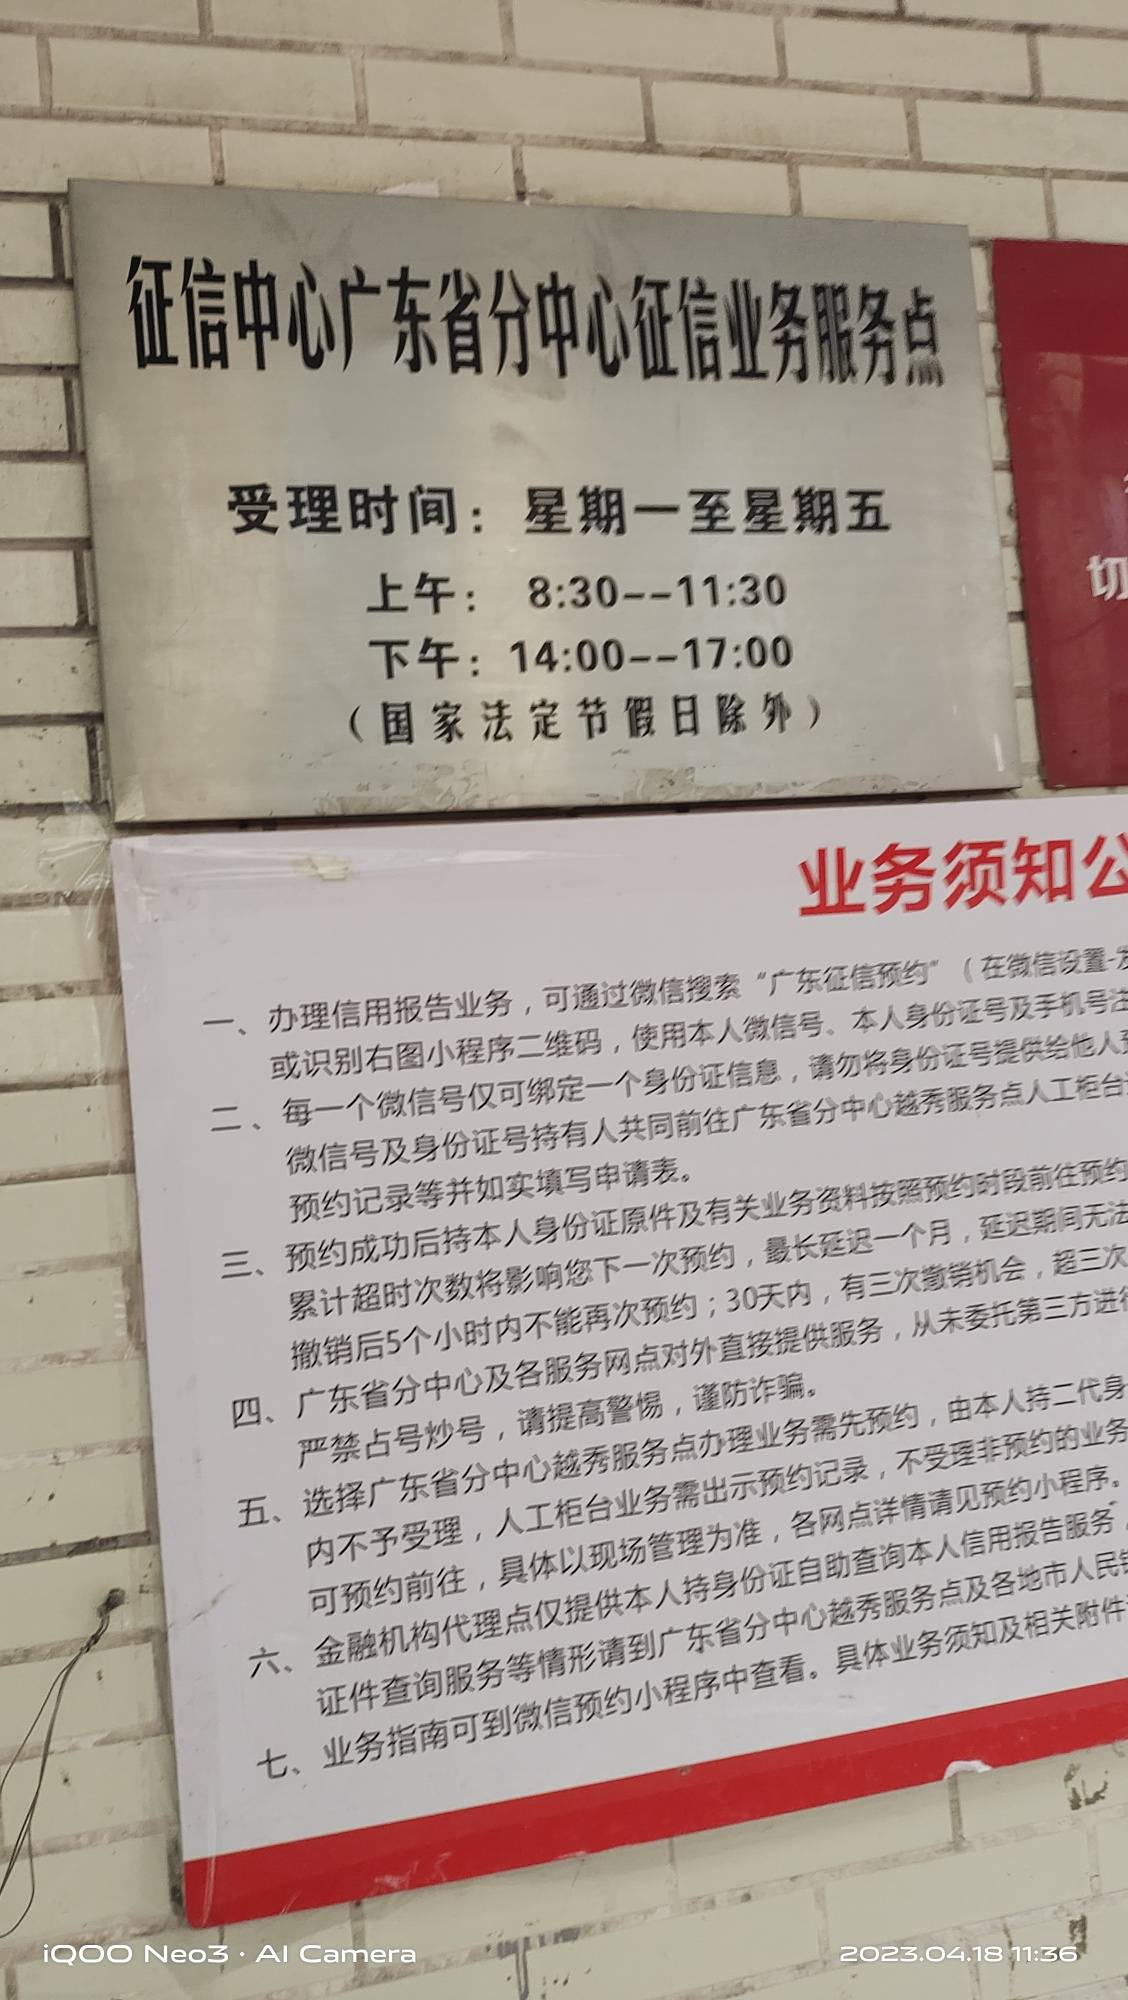 征信中心广东省分中心征信业务服务点
受理时间：星期一至星期五
上午： 8:30--11:30
下午：14:00--17:00
（国家法定节假日除外）
切
业务须知公
一、办理信用报告业务，可通过微信搜索“广东征信预约”（在微信设置-发
或识别右图小程序二维码，使用本人微信号、本人身份证号及手机号注
二、每一个微信号仅可绑定一个身份证信息，请勿将身份证号提供给他人预
微信号及身份证号持有人共同前往广东省分中心越秀服务点人工柜台
预约记录等并如实填写申请表。
三、预约成功后持本人身份证原件及有关业务资料按照预约时段前往预约
累计超时次数将影响您下一次预约，最长延迟一个月，延迟期间无法
撤销后5个小时内不能再次预约；30天内，有三次撤销机会，超三次
四、广东省分中心及各服务网点对外直接提供服务，从未委托第三方进行
严禁占号炒号，请提高警惕，谨防诈骗。
五、选择广东省分中心越秀服务点办理业务需先预约，由本人持二代身
内不予受理，人工柜台业务需出示预约记录，不受理非预约的业务
可预约前往，具体以现场管理为准，各网点详情请见预约小程序。
六、金融机构代理点仅提供本人持身份证自助查询本人信用报告服务，
证件查询服务等情形请到广东省分中心越秀服务点及各地市人民银
七、业务指南可到微信预约小程序中查看。具体业务须知及相关附件
iQOO Neo3 · AI Camera
2023.04.18 11:36